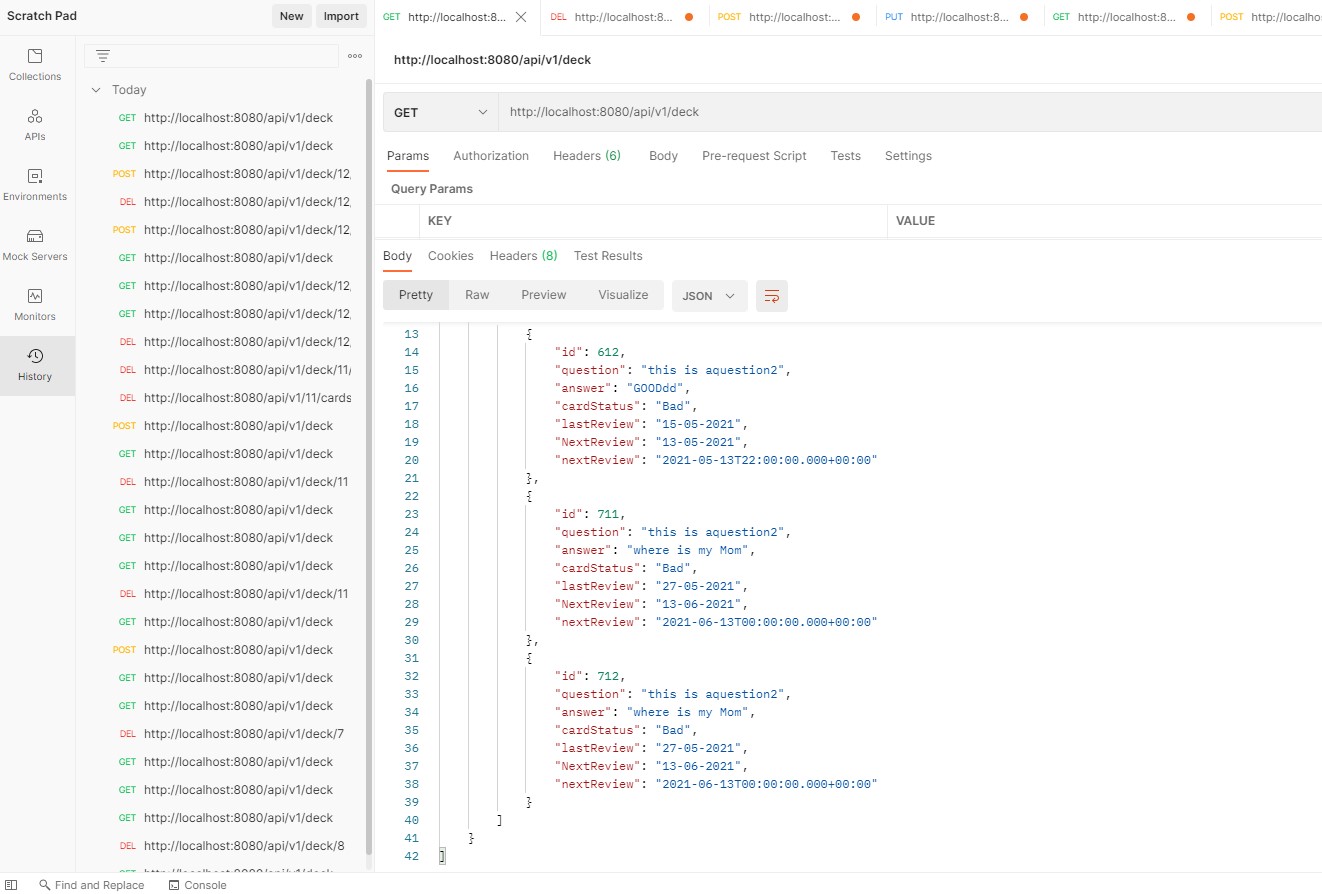 Scratch Pad
New
Import
GET http://localhost:8...
DEL http://localhost:8...
POST http://localhost:...
PUT http://localhost:8...
GET http://localhost:8...
POST http://localho
Collections
APIs
Environments
Mock Servers
Monitors
History
Today
GET http://localhost:8080/api/v1/deck
GET http://localhost:8080/api/v1/deck
POST http://localhost:8080/api/v1/deck/12,
DEL http://localhost:8080/api/v1/deck/12,
POST http://localhost:8080/api/v1/deck/12,
GET http://localhost:8080/api/v1/deck
GET http://localhost:8080/api/v1/deck/12,
GET http://localhost:8080/api/v1/deck/12,
DEL http://localhost:8080/api/v1/deck/12,
DEL http://localhost:8080/api/v1/deck/11/
DEL http://localhost:8080/api/v1/11/cards
POST http://localhost:8080/api/v1/deck
GET http://localhost:8080/api/v1/deck
DEL http://localhost:8080/api/v1/deck/11
GET http://localhost:8080/api/v1/deck
GET http://localhost:8080/api/v1/deck
GET http://localhost:8080/api/v1/deck
DEL http://localhost:8080/api/v1/deck/11
GET http://localhost:8080/api/v1/deck
POST http://localhost:8080/api/v1/deck
GET http://localhost:8080/api/v1/deck
GET http://localhost:8080/api/v1/deck
DEL http://localhost:8080/api/v1/deck/7
GET http://localhost:8080/api/v1/deck
GET http://localhost:8080/api/v1/deck
GET http://localhost:8080/api/v1/deck
DEL http://localhost:8080/api/v1/deck/8
GET http://localhost:8080/api/v1/deck
http://localhost:8080/api/v1/deck
GET http://localhost:8080/api/v1/deck
Params Authorization Headers (6) Body Pre-request Script Tests Settings
Query Params
KEY VALUE
Body Cookies Headers (8) Test Results
Pretty Raw Preview Visualize JSON
13 {
14 "id": 612,
15 "question": "this is aquestion2",
16 "answer": "GOODdd",
17 "cardStatus": "Bad",
18 "lastReview": "15-05-2021",
19 "NextReview": "13-05-2021",
20 "nextReview": "2021-05-13T22:00:00.000+00:00"
21 },
22 {
23 "id": 711,
24 "question": "this is aquestion2",
25 "answer": "where is my Mom",
26 "cardStatus": "Bad",
27 "lastReview": "27-05-2021",
28 "NextReview": "13-06-2021",
29 "nextReview": "2021-06-13T00:00:00.000+00:00"
30 },
31 {
32 "id": 712,
33 "question": "this is aquestion2",
34 "answer": "where is my Mom",
35 "cardStatus": "Bad",
36 "lastReview": "27-05-2021",
37 "NextReview": "13-06-2021",
38 "nextReview": "2021-06-13T00:00:00.000+00:00"
39 }
40 ]
41 }
42 ]
Find and Replace
Console